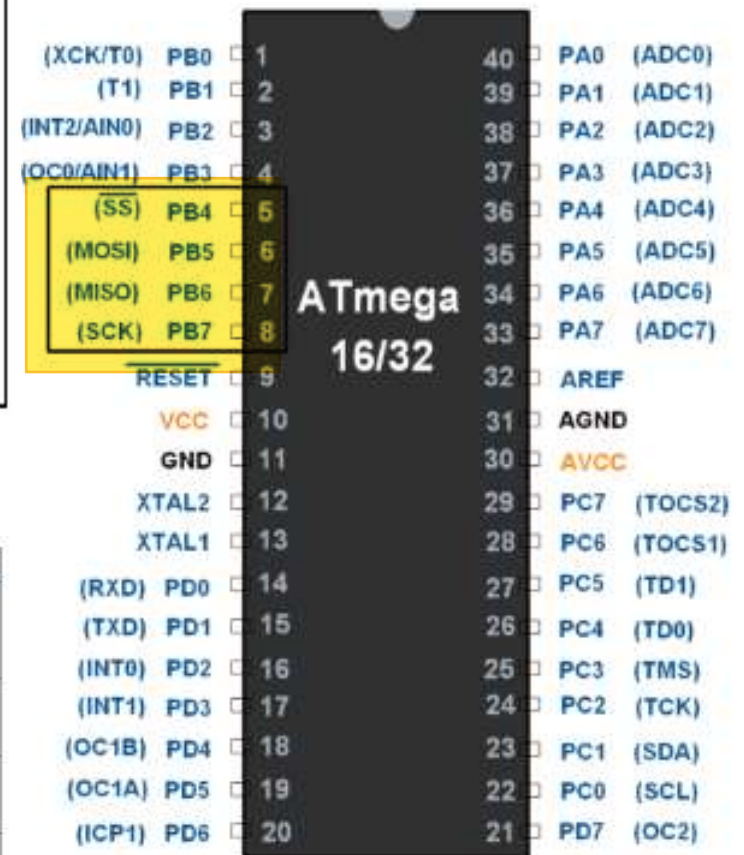 (XCK/T0) PB0 1 40 PA0 (ADC0)
(T1) PB1 2 39 PA1 (ADC1)
(INT2/AIN0) PB2 3 38 PA2 (ADC2)
(OC0/AIN1) PB3 4 37 PA3 (ADC3)
(SS) PB4 5 36 PA4 (ADC4)
(MOSI) PB5 6 35 PA5 (ADC5)
(MISO) PB6 7 ATmega 34 PA6 (ADC6)
(SCK) PB7 8 16/32 33 PA7 (ADC7)
RESET 9 32 AREF
VCC 10 31 AGND
GND 11 30 AVCC
XTAL2 12 29 PC7 (TOCS2)
XTAL1 13 28 PC6 (TOCS1)
(RXD) PD0 14 27 PC5 (TD1)
(TXD) PD1 15 26 PC4 (TD0)
(INT0) PD2 16 25 PC3 (TMS)
(INT1) PD3 17 24 PC2 (TCK)
(OC1B) PD4 18 23 PC1 (SDA)
(OC1A) PD5 19 22 PC0 (SCL)
(ICP1) PD6 20 21 PD7 (OC2)